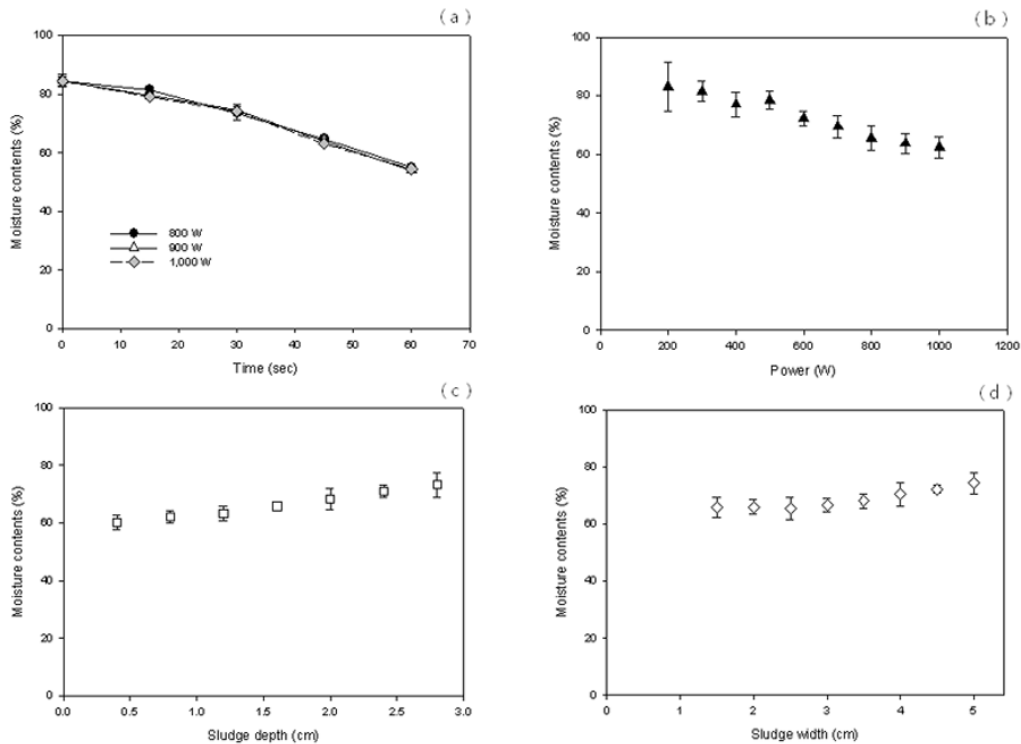 ( a )
100
80
60
40
20
0
Moisture contents (%)
800 W
900 W
1,000 W
0 10 20 30 40 50 60 70
Time (sec)
( b )
100
80
60
40
20
0
Moisture contents (%)
0 200 400 600 800 1000 1200
Power (W)
( c )
100
80
60
40
20
0
Moisture contents (%)
0.0 0.5 1.0 1.5 2.0 2.5 3.0
Sludge depth (cm)
( d )
100
80
60
40
20
0
Moisture contents (%)
0 1 2 3 4 5
Sludge width (cm)